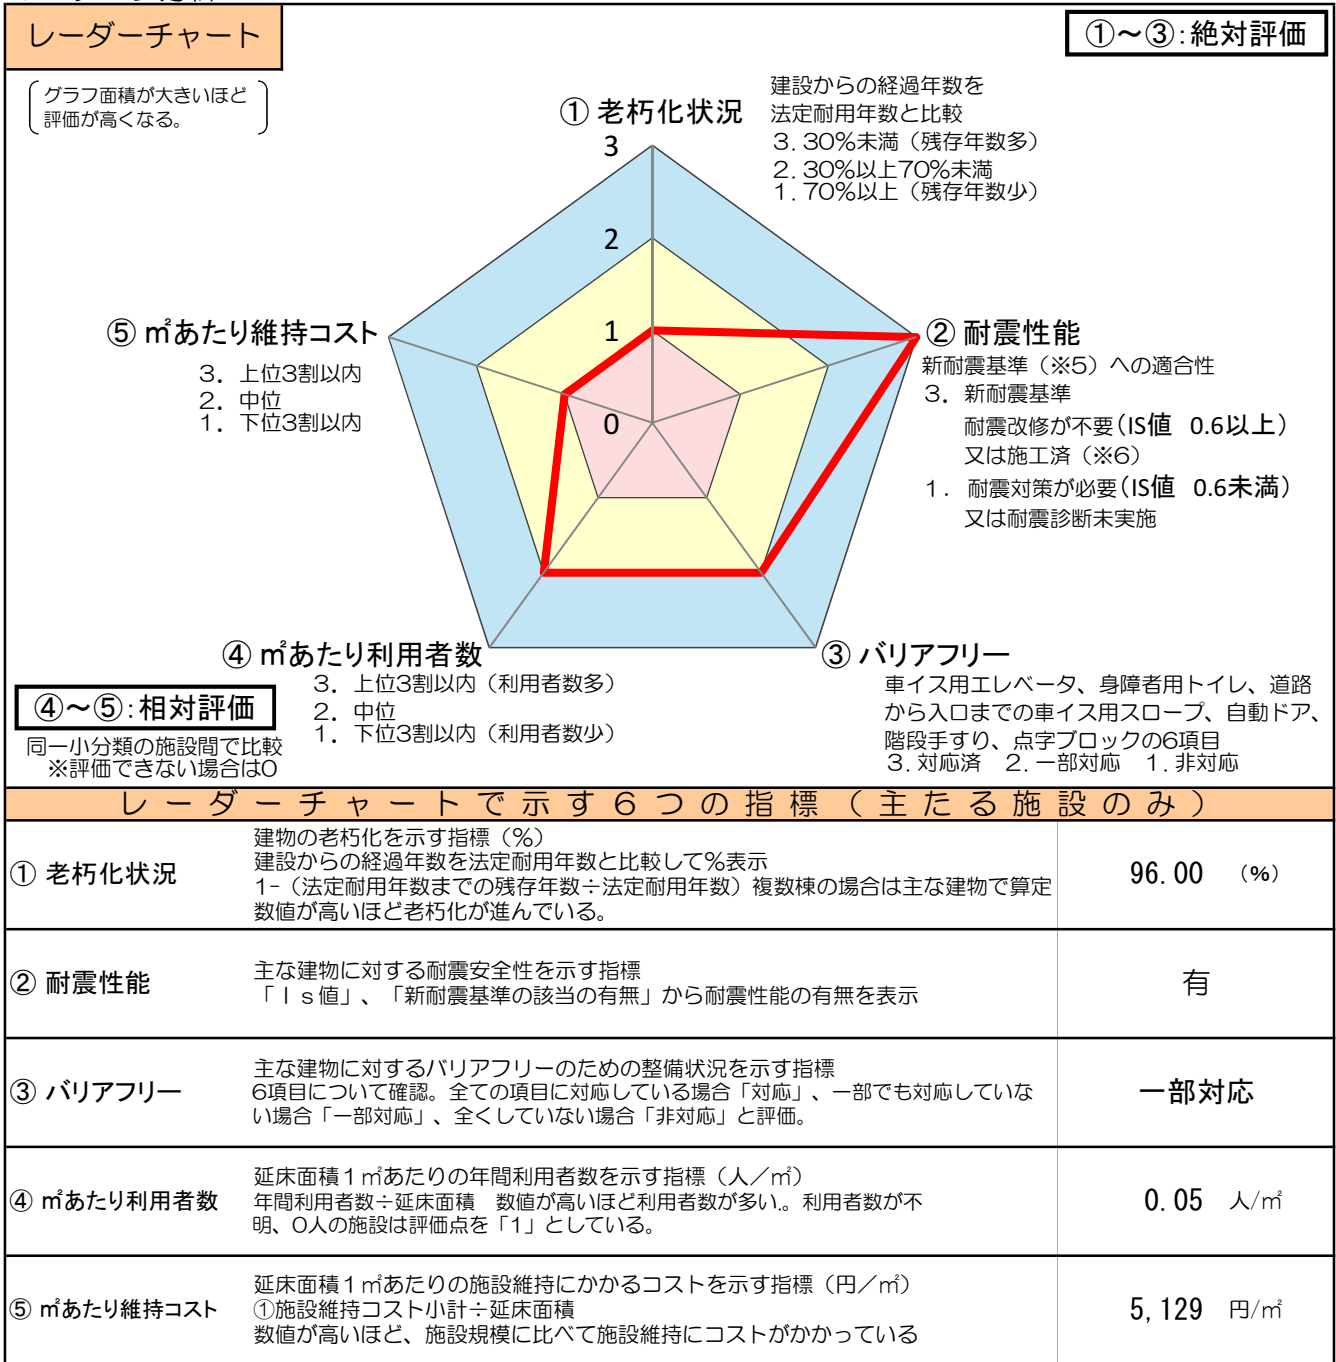 レーダーチャート
①～③:絶対評価
グラフ面積が大きいほど
評価が高くなる。
① 老朽化状況
建設からの経過年数を
法定耐用年数と比較
3. 30%未満（残存年数多）
2. 30%以上70%未満
1. 70%以上（残存年数少）
3
2
1
0
⑤ ㎡あたり維持コスト
3. 上位3割以内
2. 中位
1. 下位3割以内
② 耐震性能
新耐震基準（※5）への適合性
3. 新耐震基準
耐震改修が不要(IS値 0.6以上)
又は施工済（※6）
1. 耐震対策が必要(IS値 0.6未満)
又は耐震診断未実施
④ ㎡あたり利用者数
3. 上位3割以内（利用者数多）
2. 中位
1. 下位3割以内（利用者数少）
③ バリアフリー
車イス用エレベータ、身障者用トイレ、道路
から入口までの車イス用スロープ、自動ドア、
階段手すり、点字ブロックの6項目
3. 対応済 2. 一部対応 1. 非対応
④～⑤:相対評価
同一小分類の施設間で比較
※評価できない場合は0
レーダーチャートで示す６つの指標（主たる施設のみ）
① 老朽化状況
建物の老朽化を示す指標（%）
建設からの経過年数を法定耐用年数と比較して%表示
1-（法定耐用年数までの残存年数÷法定耐用年数）複数棟の場合は主な建物で算定
数値が高いほど老朽化が進んでいる。
96.00 （%）
② 耐震性能
主な建物に対する耐震安全性を示す指標
「Ｉｓ値」、「新耐震基準の該当の有無」から耐震性能の有無を表示
有
③ バリアフリー
主な建物に対するバリアフリーのための整備状況を示す指標
6項目について確認。全ての項目に対応している場合「対応」、一部でも対応していな
い場合「一部対応」、全くしていない場合「非対応」と評価。
一部対応
④ ㎡あたり利用者数
延床面積１㎡あたりの年間利用者数を示す指標（人／㎡）
年間利用者数÷延床面積 数値が高いほど利用者数が多い。利用者数が不
明、0人の施設は評価点を「1」としている。
0.05 人/㎡
⑤ ㎡あたり維持コスト
延床面積１㎡あたりの施設維持にかかるコストを示す指標（円／㎡）
①施設維持コスト小計÷延床面積
数値が高いほど、施設規模に比べて施設維持にコストがかかっている
5,129 円/㎡